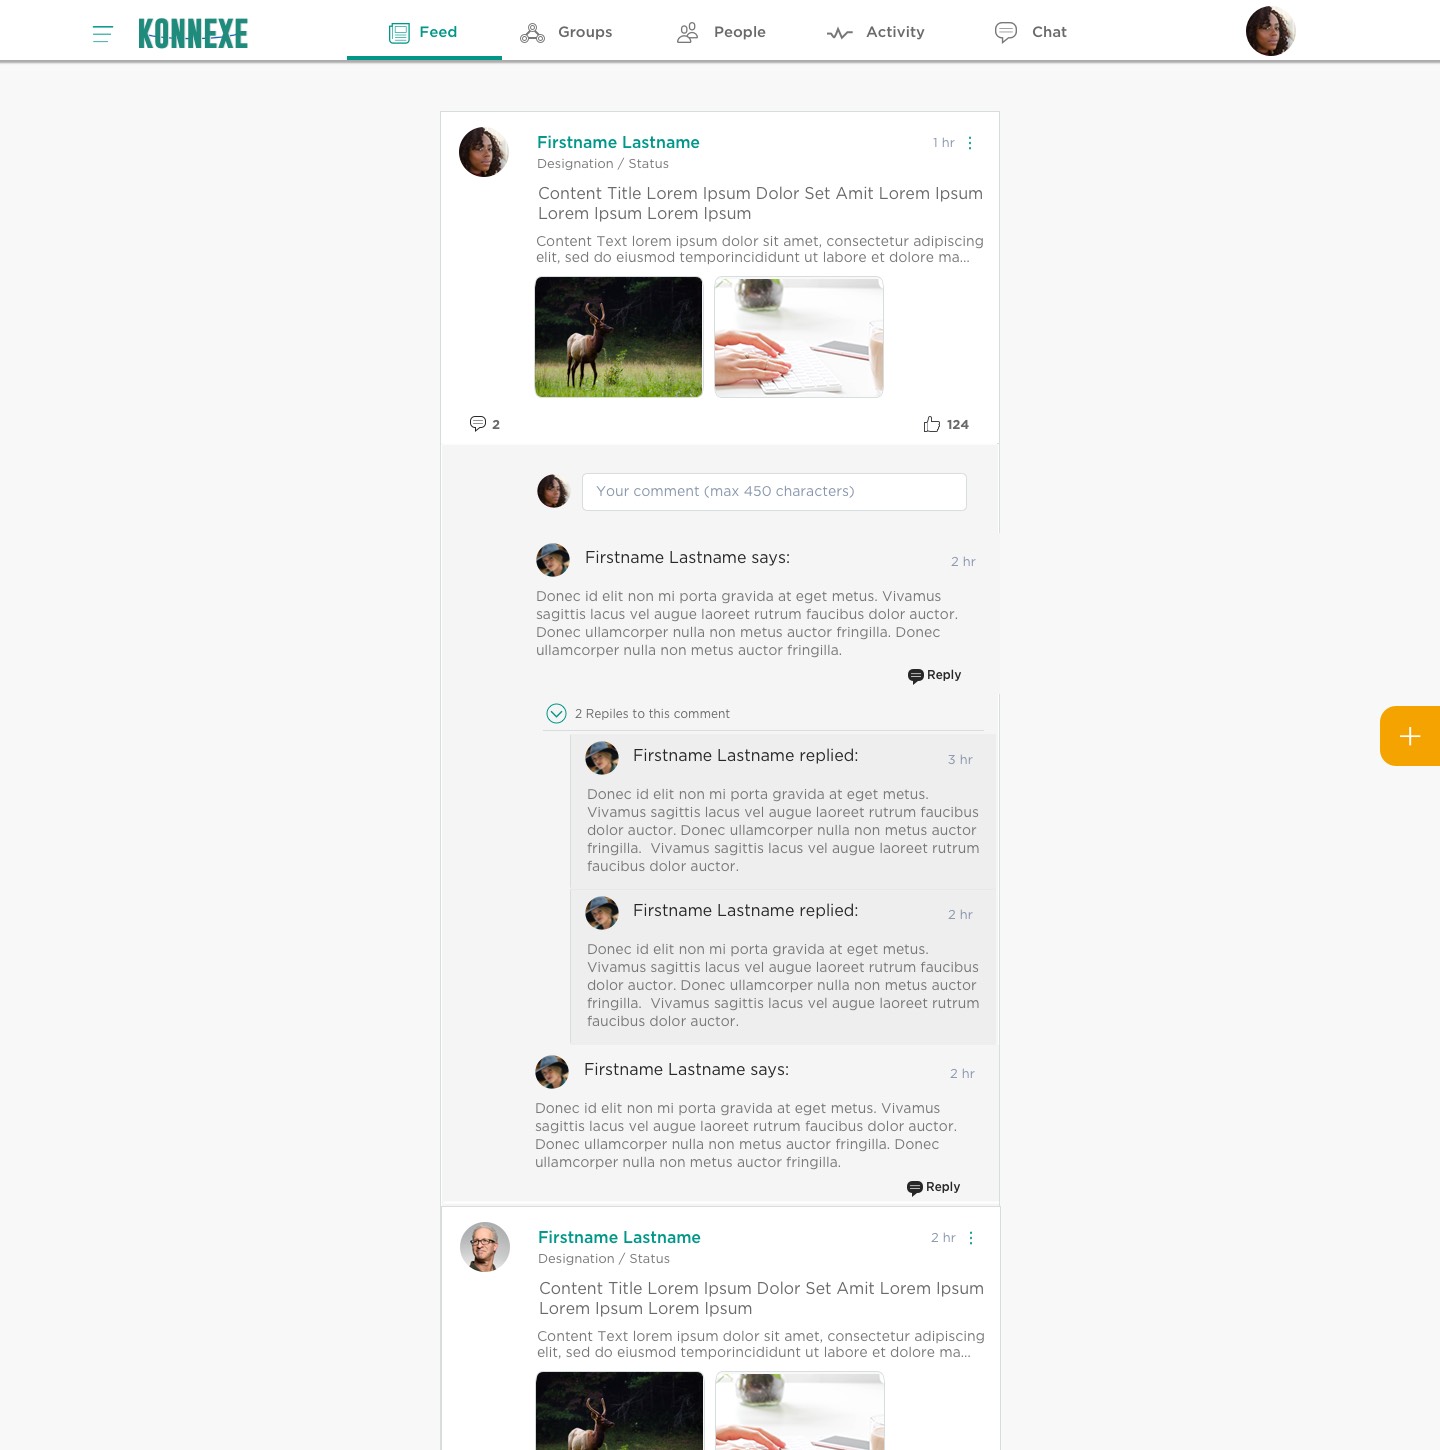 KONNEXE
Feed
Groups
People
Activity
Chat
Firstname Lastname
1 hr
Designation / Status
Content Title Lorem Ipsum Dolor Set Amit Lorem Ipsum
Lorem Ipsum Lorem Ipsum
Content Text lorem ipsum dolor sit amet, consectetur adipiscing
elit, sed do eiusmod temporincididunt ut labore et dolore ma...
2
124
Your comment (max 450 characters)
Firstname Lastname says:
2 hr
Donec id elit non mi porta gravida at eget metus. Vivamus
sagittis lacus vel augue laoreet rutrum faucibus dolor auctor.
Donec ullamcorper nulla non metus auctor fringilla. Donec
ullamcorper nulla non metus auctor fringilla.
Reply
2 Repiles to this comment
Firstname Lastname replied:
3 hr
Donec id elit non mi porta gravida at eget metus.
Vivamus sagittis lacus vel augue laoreet rutrum faucibus
dolor auctor. Donec ullamcorper nulla non metus auctor
fringilla.  Vivamus sagittis lacus vel augue laoreet rutrum
faucibus dolor auctor.
Firstname Lastname replied:
2 hr
Donec id elit non mi porta gravida at eget metus.
Vivamus sagittis lacus vel augue laoreet rutrum faucibus
dolor auctor. Donec ullamcorper nulla non metus auctor
fringilla.  Vivamus sagittis lacus vel augue laoreet rutrum
faucibus dolor auctor.
Firstname Lastname says:
2 hr
Donec id elit non mi porta gravida at eget metus. Vivamus
sagittis lacus vel augue laoreet rutrum faucibus dolor auctor.
Donec ullamcorper nulla non metus auctor fringilla. Donec
ullamcorper nulla non metus auctor fringilla.
Reply
Firstname Lastname
2 hr
Designation / Status
Content Title Lorem Ipsum Dolor Set Amit Lorem Ipsum
Lorem Ipsum Lorem Ipsum
Content Text lorem ipsum dolor sit amet, consectetur adipiscing
elit, sed do eiusmod temporincididunt ut labore et dolore ma...